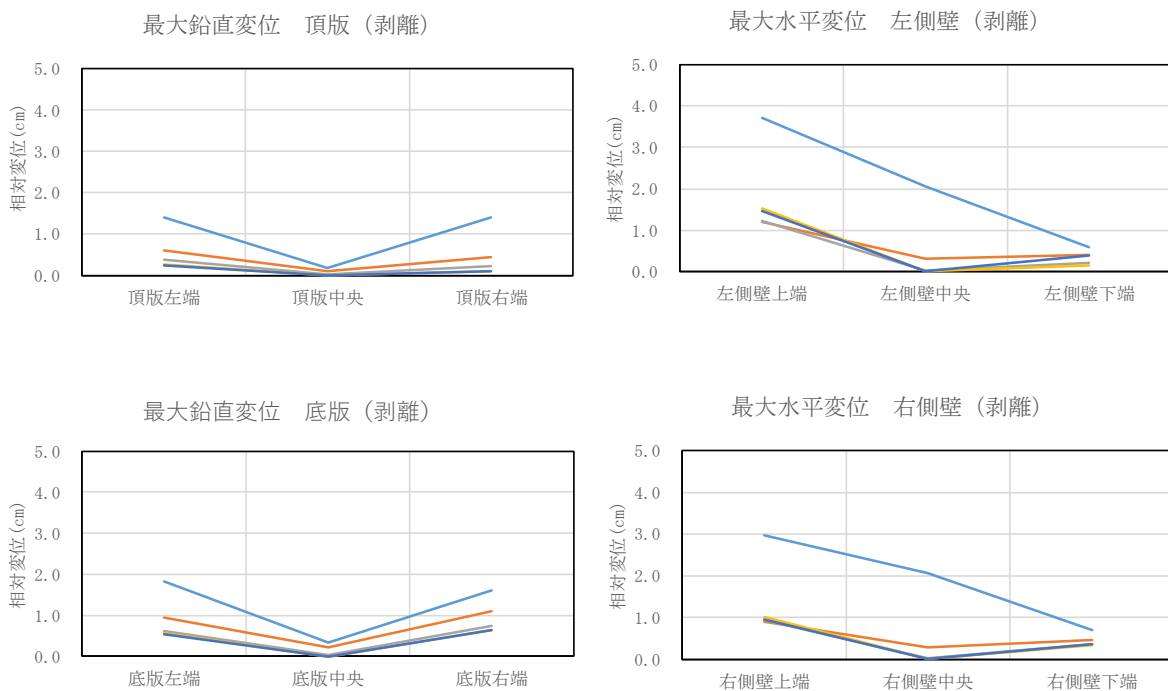 最大鉛直変位　頂版（剥離）
5.0
4.0
3.0
2.0
1.0
0.0
相対変位(cm)
頂版左端
頂版中央
頂版右端
最大水平変位　左側壁（剥離）
5.0
4.0
3.0
2.0
1.0
0.0
相対変位(cm)
左側壁上端
左側壁中央
左側壁下端
最大鉛直変位　底版（剥離）
5.0
4.0
3.0
2.0
1.0
0.0
相対変位(cm)
底版左端
底版中央
底版右端
最大水平変位　右側壁（剥離）
5.0
4.0
3.0
2.0
1.0
0.0
相対変位(cm)
右側壁上端
右側壁中央
右側壁下端